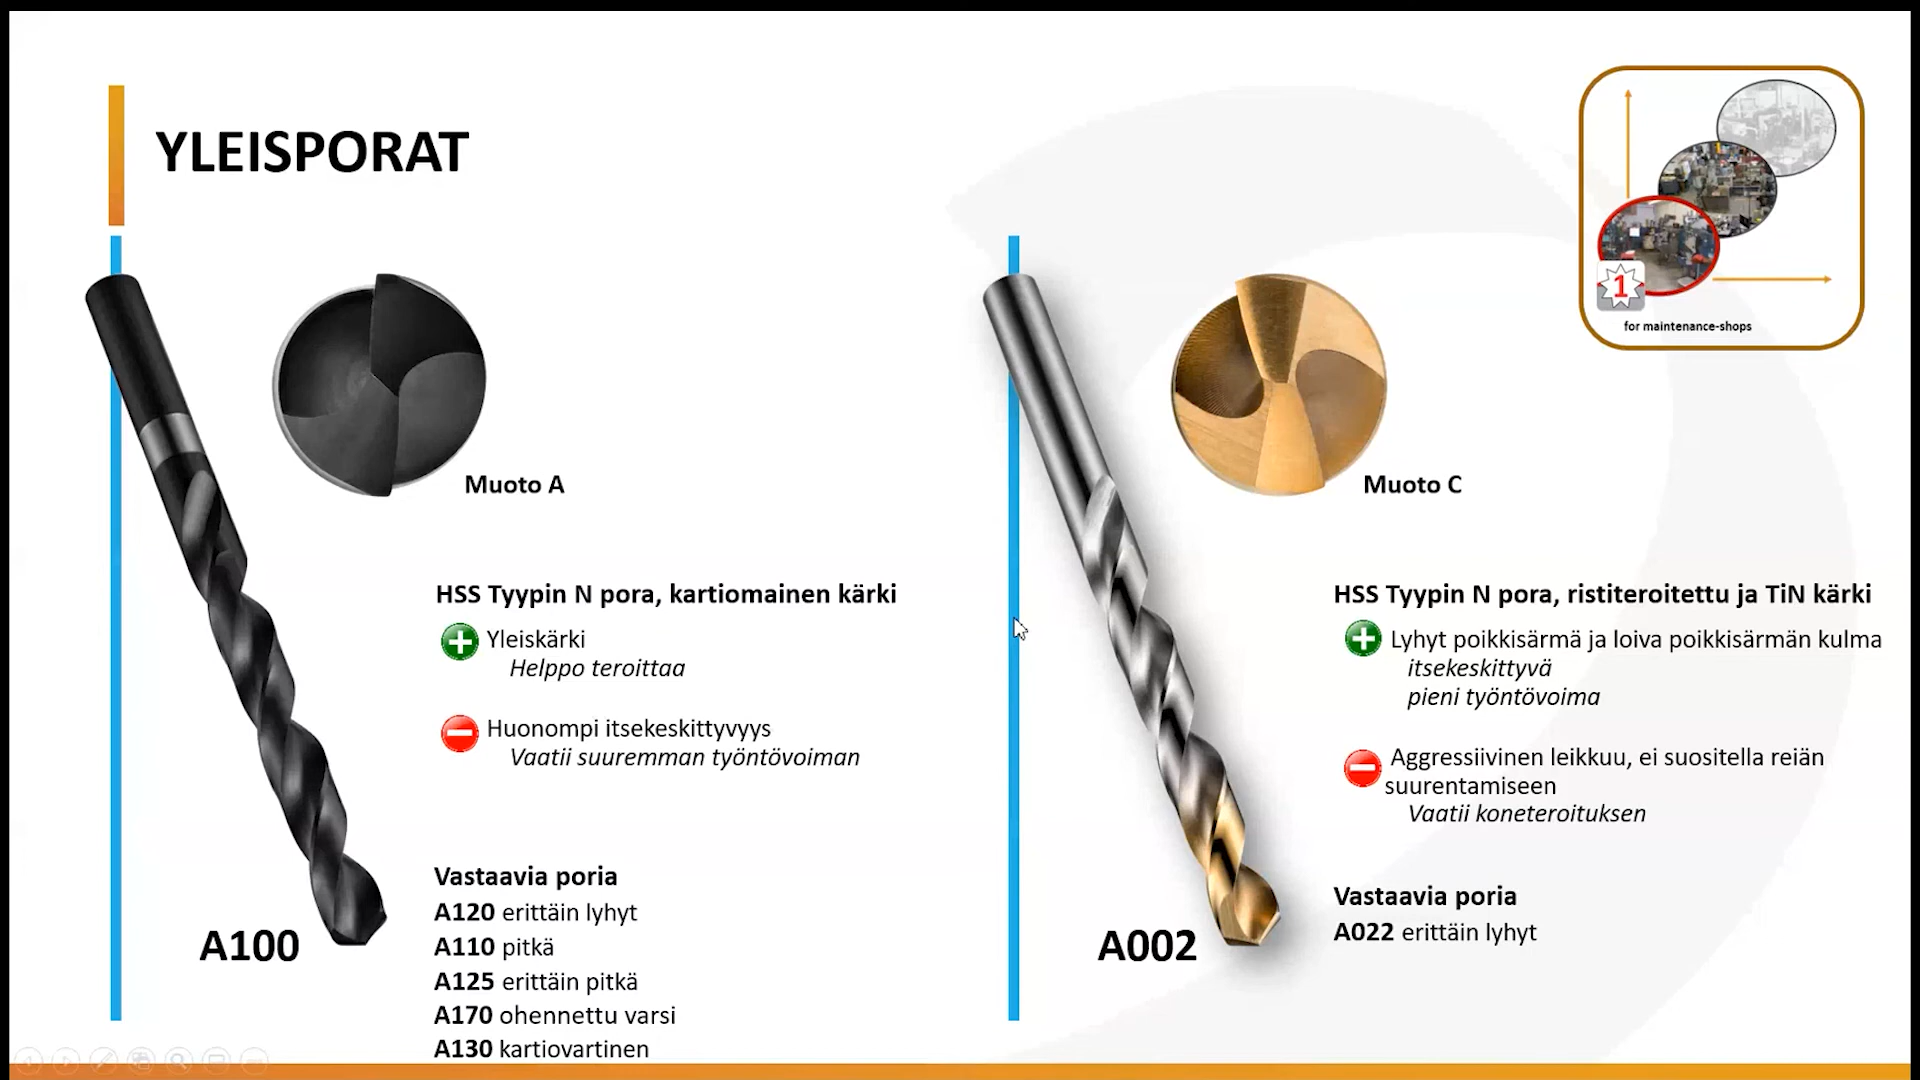 YLEISPORAT
1
for maintenance-shops
Muoto A
HSS Tyypin N pora, kartiomainen kärki
Yleiskärki
Helppo teroittaa
Huonompi itsekeskittyvyys
Vaatii suuremman työntövoiman
Vastaavia poria
A120 erittäin lyhyt
A110 pitkä
A125 erittäin pitkä
A170 ohennettu varsi
A130 kartiovartinen
A100
Muoto C
HSS Tyypin N pora, ristiteroitettu ja TiN kärki
Lyhyt poikkisärmä ja loiva poikkisärmän kulma
itsekeskittyvä
pieni työntövoima
Aggressiivinen leikkuu, ei suositella reiän
suurentamiseen
Vaatii koneteroituksen
Vastaavia poria
A022 erittäin lyhyt
A002